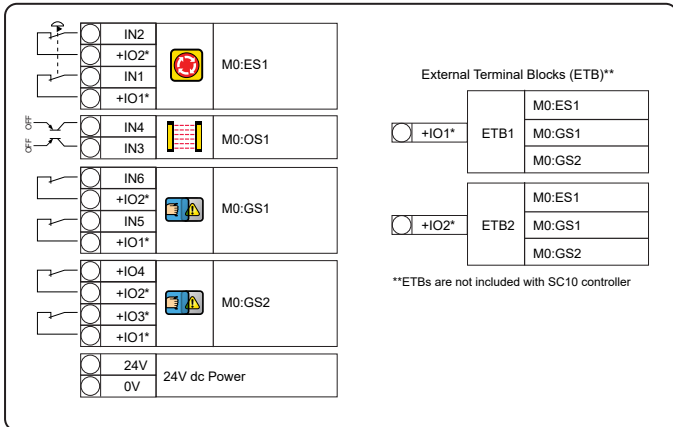 IN2
+IO2*
IN1
+IO1*
M0:ES1
OFF
OFF
IN4
IN3
M0:OS1
IN6
+IO2*
IN5
+IO1*
M0:GS1
+IO4
+IO2*
+IO3*
+IO1*
M0:GS2
24V
0V
24V dc Power
External Terminal Blocks (ETB)**
+IO1*
ETB1
M0:ES1
M0:GS1
M0:GS2
+IO2*
ETB2
M0:ES1
M0:GS1
M0:GS2
**ETBs are not included with SC10 controller